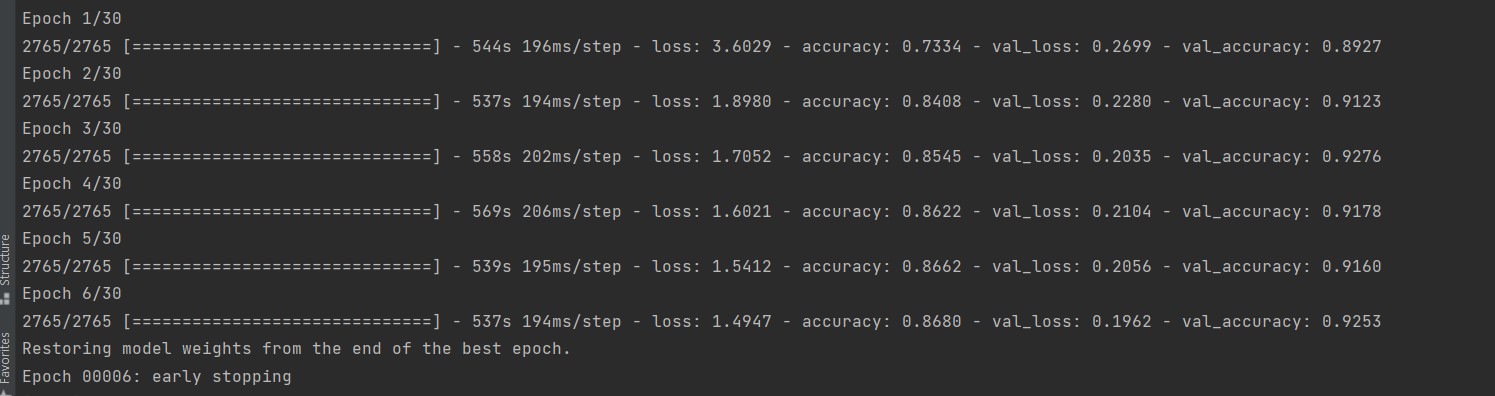 Epoch 1/30
2765/2765 [==============================] - 544s 196ms/step - loss: 3.6029 - accuracy: 0.7334 - val_loss: 0.2699 - val_accuracy: 0.8927
Epoch 2/30
2765/2765 [==============================] - 537s 194ms/step - loss: 1.8980 - accuracy: 0.8408 - val_loss: 0.2280 - val_accuracy: 0.9123
Epoch 3/30
2765/2765 [==============================] - 558s 202ms/step - loss: 1.7052 - accuracy: 0.8545 - val_loss: 0.2035 - val_accuracy: 0.9276
Epoch 4/30
2765/2765 [==============================] - 569s 206ms/step - loss: 1.6021 - accuracy: 0.8622 - val_loss: 0.2104 - val_accuracy: 0.9178
Epoch 5/30
2765/2765 [==============================] - 539s 195ms/step - loss: 1.5412 - accuracy: 0.8662 - val_loss: 0.2056 - val_accuracy: 0.9160
Epoch 6/30
2765/2765 [==============================] - 537s 194ms/step - loss: 1.4947 - accuracy: 0.8680 - val_loss: 0.1962 - val_accuracy: 0.9253
Restoring model weights from the end of the best epoch.
Epoch 00006: early stopping
Structure
Favorites